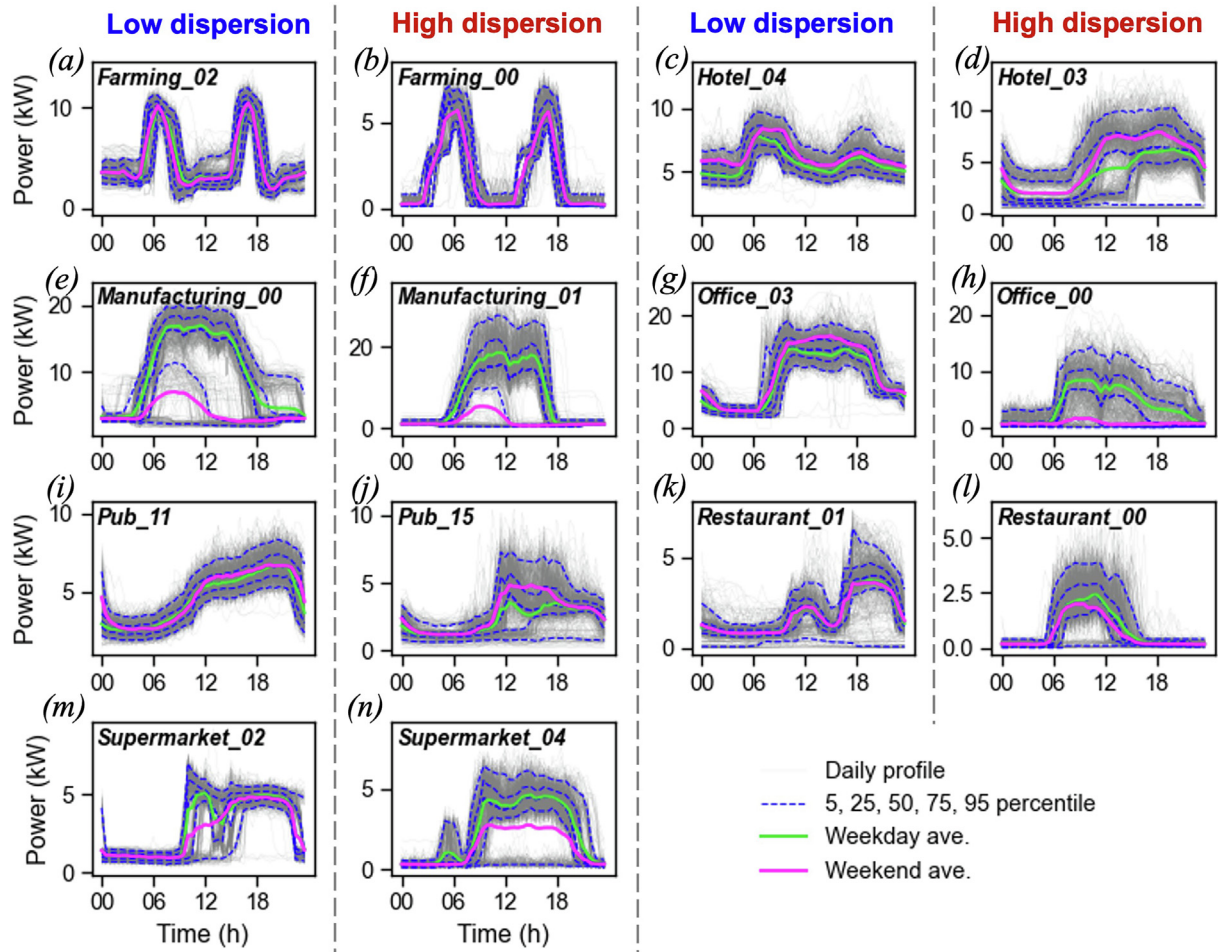 Low dispersion
High dispersion
Low dispersion
High dispersion
(a)
Farming_02
Power (kW)
10
0
00 06 12 18
(b)
Farming_00
5
0
00 06 12 18
(c)
Hotel_04
10
5
00 06 12 18
(d)
Hotel_03
10
5
0
00 06 12 18
(e)
Manufacturing_00
Power (kW)
20
10
00 06 12 18
(f)
Manufacturing_01
20
0
00 06 12 18
(g)
Office_03
20
10
0
00 06 12 18
(h)
Office_00
20
10
0
00 06 12 18
(i)
Pub_11
Power (kW)
10
5
00 06 12 18
(j)
Pub_15
10
5
0
00 06 12 18
(k)
Restaurant_01
5
0
00 06 12 18
(l)
Restaurant_00
5.0
2.5
0.0
00 06 12 18
(m)
Supermarket_02
Power (kW)
5
0
00 06 12 18
Time (h)
(n)
Supermarket_04
5
0
00 06 12 18
Time (h)
Daily profile
5, 25, 50, 75, 95 percentile
Weekday ave.
Weekend ave.